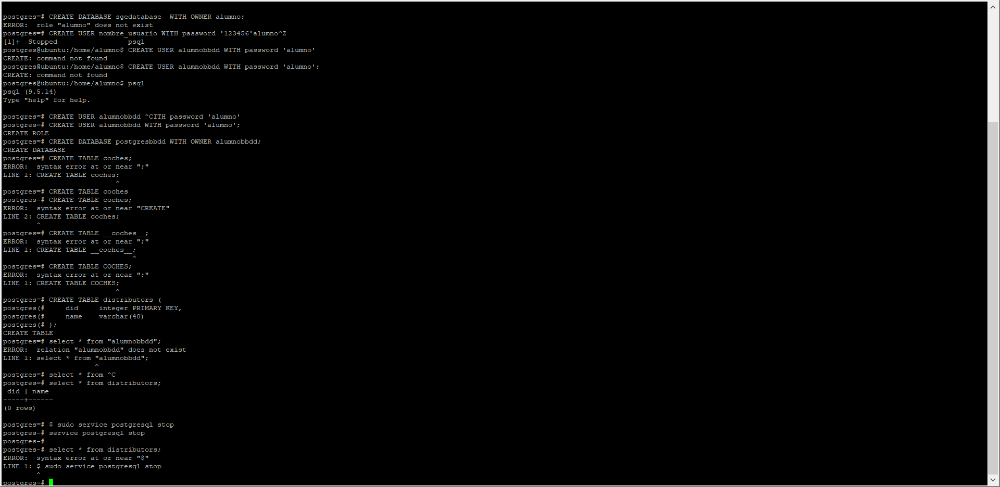 postgres=# CREATE DATABASE sgedatabase  WITH OWNER alumno;
ERROR:  role "alumno" does not exist
postgres=# CREATE USER nombre_usuario WITH password '123456'alumno^Z
[1]+  Stopped                 psql
postgres@ubuntu:/home/alumno$ CREATE USER alumnobbdd WITH password 'alumno'
CREATE: command not found
postgres@ubuntu:/home/alumno$ CREATE USER alumnobbdd WITH password 'alumno';
CREATE: command not found
postgres@ubuntu:/home/alumno$ psql
psql (9.5.14)
Type "help" for help.

postgres=# CREATE USER alumnobbdd ^CITH password 'alumno'
postgres=# CREATE USER alumnobbdd WITH password 'alumno';
CREATE ROLE
postgres=# CREATE DATABASE postgresbbdd WITH OWNER alumnobbdd;
CREATE DATABASE
postgres=# CREATE TABLE coches;
ERROR:  syntax error at or near ";"
LINE 1: CREATE TABLE coches;
                           ^
postgres=# CREATE TABLE coches
postgres-# CREATE TABLE coches;
ERROR:  syntax error at or near "CREATE"
LINE 2: CREATE TABLE coches;
        ^
postgres=# CREATE TABLE __coches__;
ERROR:  syntax error at or near ";"
LINE 1: CREATE TABLE __coches__;
                               ^
postgres=# CREATE TABLE COCHES;
ERROR:  syntax error at or near ";"
LINE 1: CREATE TABLE COCHES;
                           ^
postgres=# CREATE TABLE distributors (
postgres(#     did     integer PRIMARY KEY,
postgres(#     name    varchar(40)
postgres(# );
CREATE TABLE
postgres=# select * from "alumnobbdd";
ERROR:  relation "alumnobbdd" does not exist
LINE 1: select * from "alumnobbdd";
                      ^
postgres=# select * from ^C
postgres=# select * from distributors;
 did | name
-----+------
(0 rows)

postgres=# $ sudo service postgresql stop
postgres-# service postgresql stop
postgres-#
postgres-# select * from distributors;
ERROR:  syntax error at or near "$"
LINE 1: $ sudo service postgresql stop
        ^
postgres=#